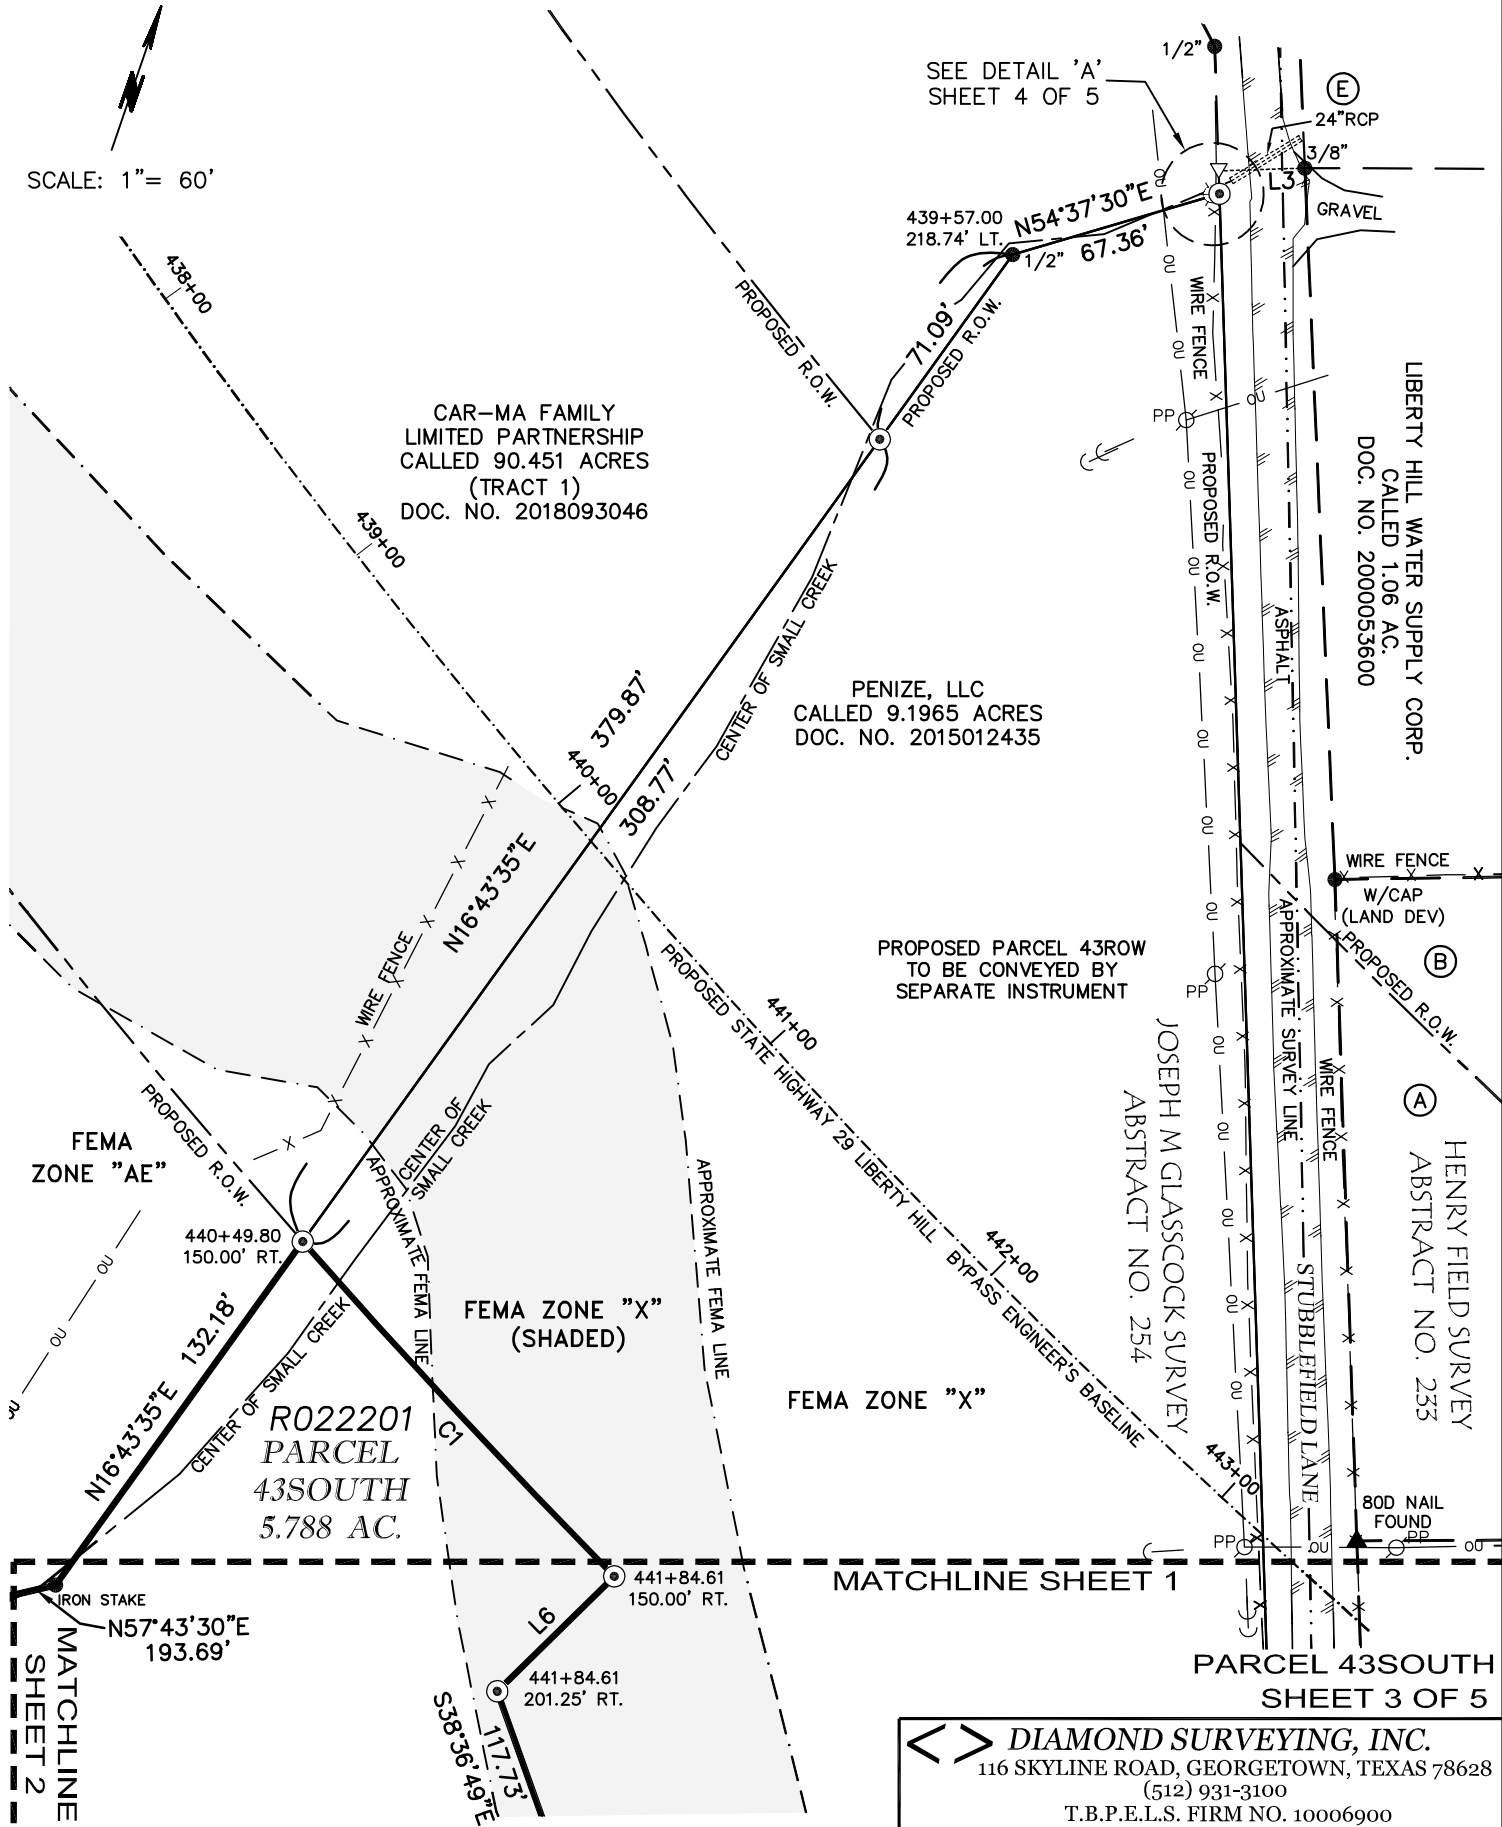 SCALE: 1"= 60'
SEE DETAIL 'A'
SHEET 4 OF 5
1/2"
E
24"RCP
3/8"
L3
GRAVEL
439+57.00
218.74' LT.
N54°37'30"E
67.36'
1/2"
71.09'
PROPOSED R.O.W.
PROPOSED R.O.W.
438+00
439+00
CAR-MA FAMILY
LIMITED PARTNERSHIP
CALLED 90.451 ACRES
(TRACT 1)
DOC. NO. 2018093046
WIRE FENCE
PP
OU
PROPOSED R.O.W.
ASPHALT
LIBERTY HILL WATER SUPPLY CORP.
CALLED 1.06 AC.
DOC. NO. 2000053600
CENTER OF SMALL CREEK
PENIZE, LLC
CALLED 9.1965 ACRES
DOC. NO. 2015012435
379.87'
440+00
308.77'
N16°43'35"E
WIRE FENCE
WIRE FENCE
W/CAP
(LAND DEV)
PROPOSED R.O.W.
B
A
PROPOSED PARCEL 43ROW
TO BE CONVEYED BY
SEPARATE INSTRUMENT
PP
APPROXIMATE SURVEY LINE
WIRE FENCE
441+00
442+00
443+00
PROPOSED STATE HIGHWAY 29 LIBERTY HILL BYPASS ENGINEER'S BASELINE
JOSEPH M GLASSCOCK SURVEY
ABSTRACT NO. 254
HENRY FIELD SURVEY
ABSTRACT NO. 233
STUBBLEFIELD LANE
PROPOSED R.O.W.
FEMA
ZONE "AE"
CENTER OF
SMALL CREEK
APPROXIMATE FEMA LINE
APPROXIMATE FEMA LINE
440+49.80
150.00' RT.
OU
OU
OU
FEMA ZONE "X"
(SHADED)
FEMA ZONE "X"
N16°43'35"E 132.18'
CENTER OF SMALL CREEK
C1
R022201
PARCEL
43SOUTH
5.788 AC.
80D NAIL
FOUND
PP
PP
OU
OU
MATCHLINE SHEET 1
441+84.61
150.00' RT.
L6
IRON STAKE
N57°43'30"E
193.69'
MATCHLINE
SHEET 2
441+84.61
201.25' RT.
S38°36'49"E
117.73'
PARCEL 43SOUTH
SHEET 3 OF 5
DIAMOND SURVEYING, INC.
116 SKYLINE ROAD, GEORGETOWN, TEXAS 78628
(512) 931-3100
T.B.P.E.L.S. FIRM NO. 10006900